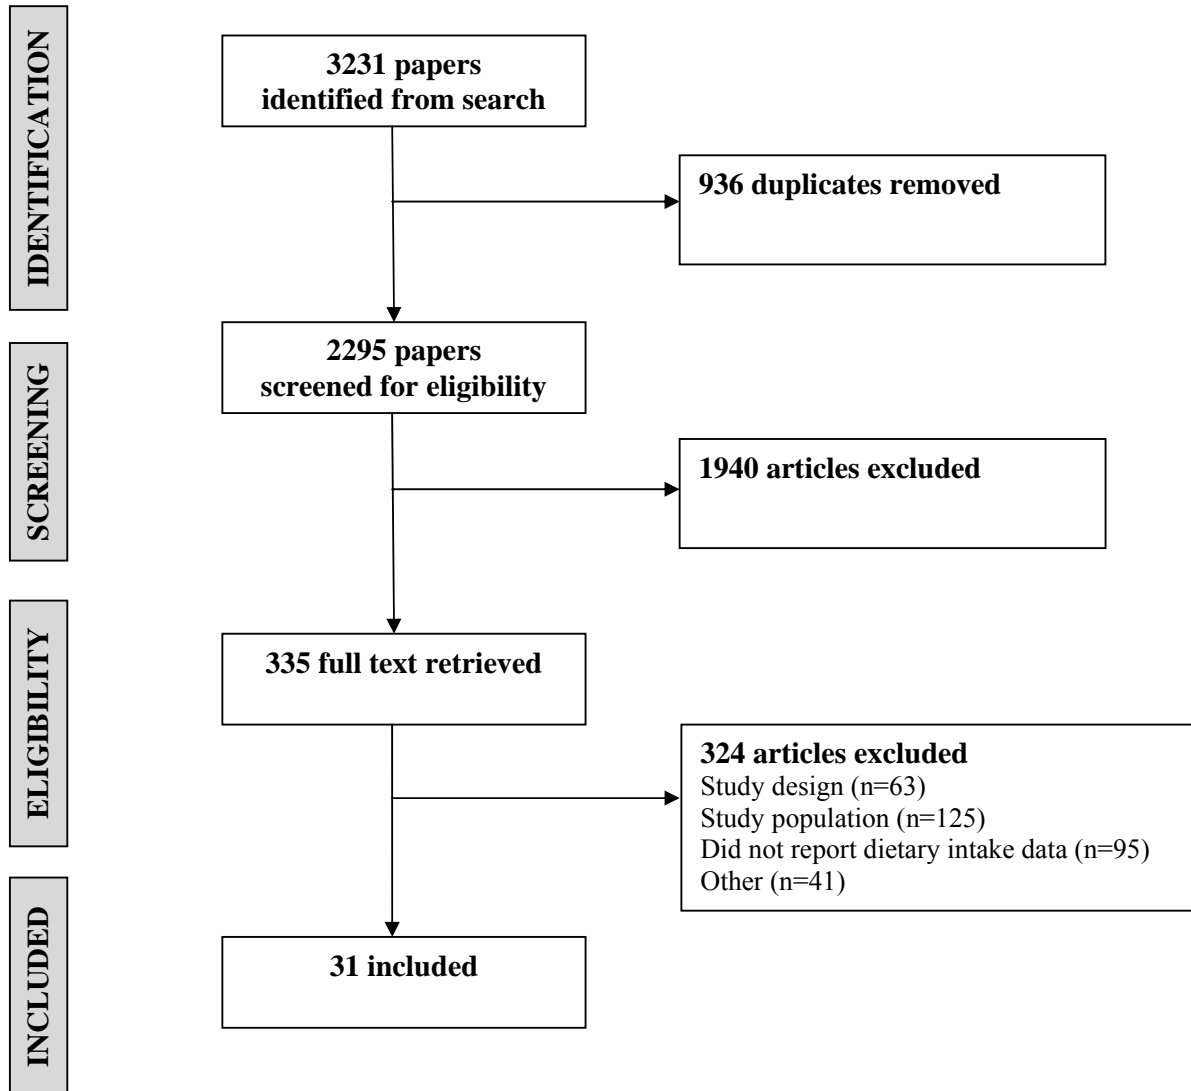 IDENTIFICATION
3231 papers
identified from search
936 duplicates removed
SCREENING
2295 papers
screened for eligibility
1940 articles excluded
ELIGIBILITY
335 full text retrieved
324 articles excluded
Study design (n=63)
Study population (n=125)
Did not report dietary intake data (n=95)
Other (n=41)
INCLUDED
31 included